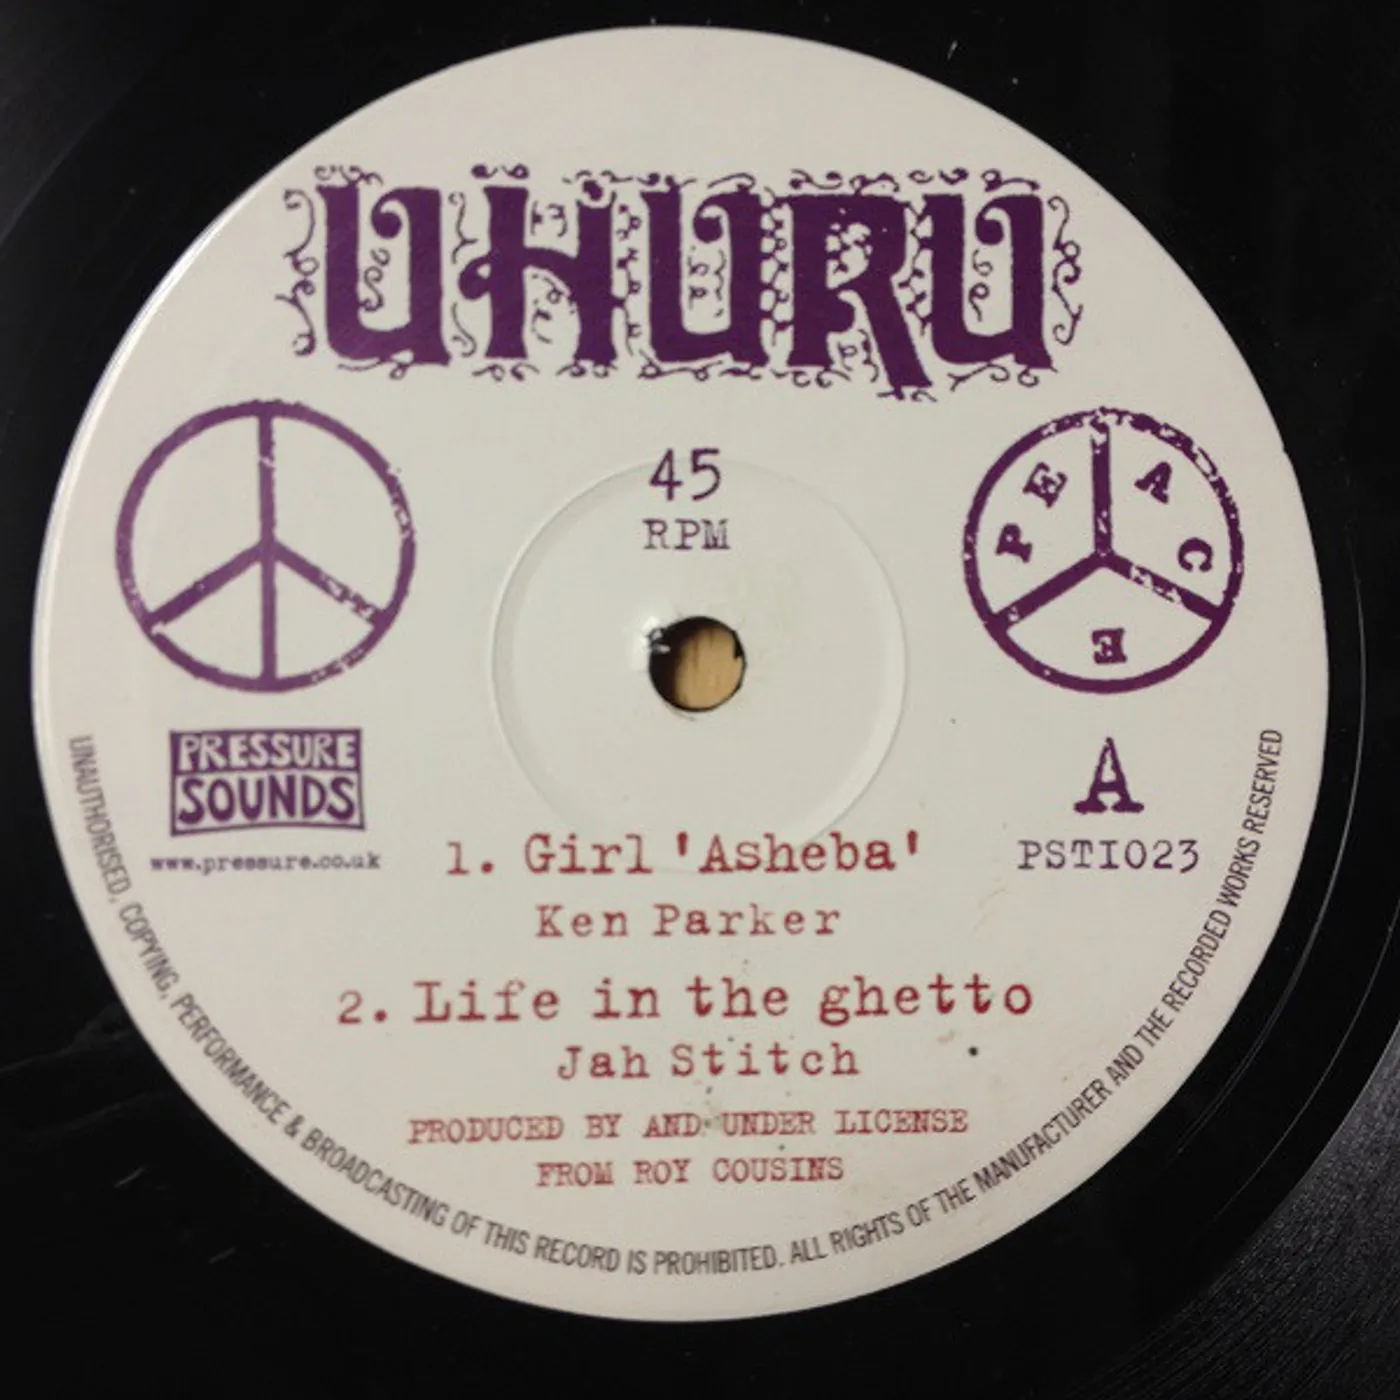 UHURU
45
RPM
PEACE
PRESSURE
SOUNDS
www.pressure.co.uk
A
PSTI023
1. Girl 'Asheba'
Ken Parker
2. Life in the ghetto
Jah Stitch
PRODUCED BY AND UNDER LICENSE
FROM ROY COUSINS
UNAUTHORISED, COPYING, PERFORMANCE & BROADCASTING OF THIS RECORD IS PROHIBITED. ALL RIGHTS OF THE MANUFACTURER AND THE RECORDED WORKS RESERVED